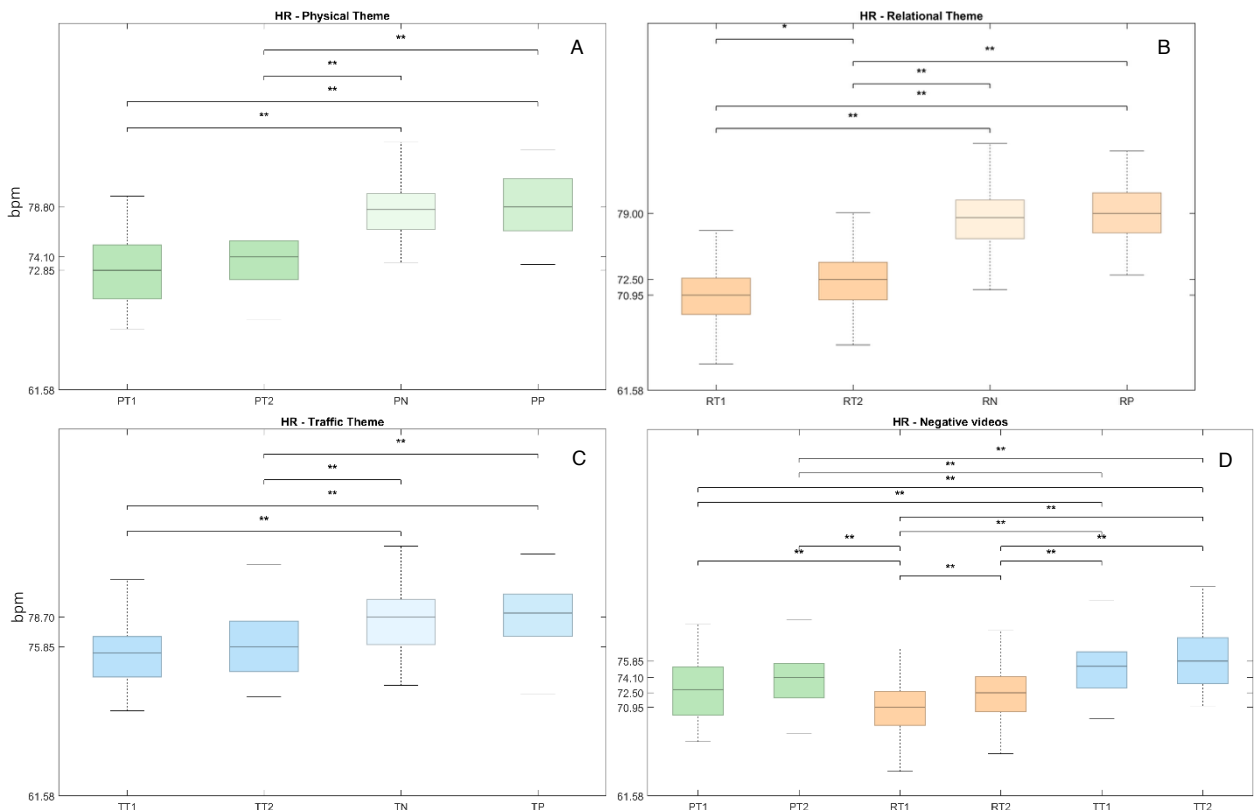 HR - Physical Theme
A
**
**
**
**
bpm
78.80
74.10
72.85
61.58
PT1 PT2 PN PP
HR - Relational Theme
B
*
**
**
**
**
79.00
72.50
70.95
61.58
RT1 RT2 RN RP
HR - Traffic Theme
C
**
**
**
**
bpm
78.70
75.85
61.58
TT1 TT2 TN TP
HR - Negative videos
D
**
**
**
**
**
**
** **
** **
**
75.85
74.10
72.50
70.95
61.58
PT1 PT2 RT1 RT2 TT1 TT2